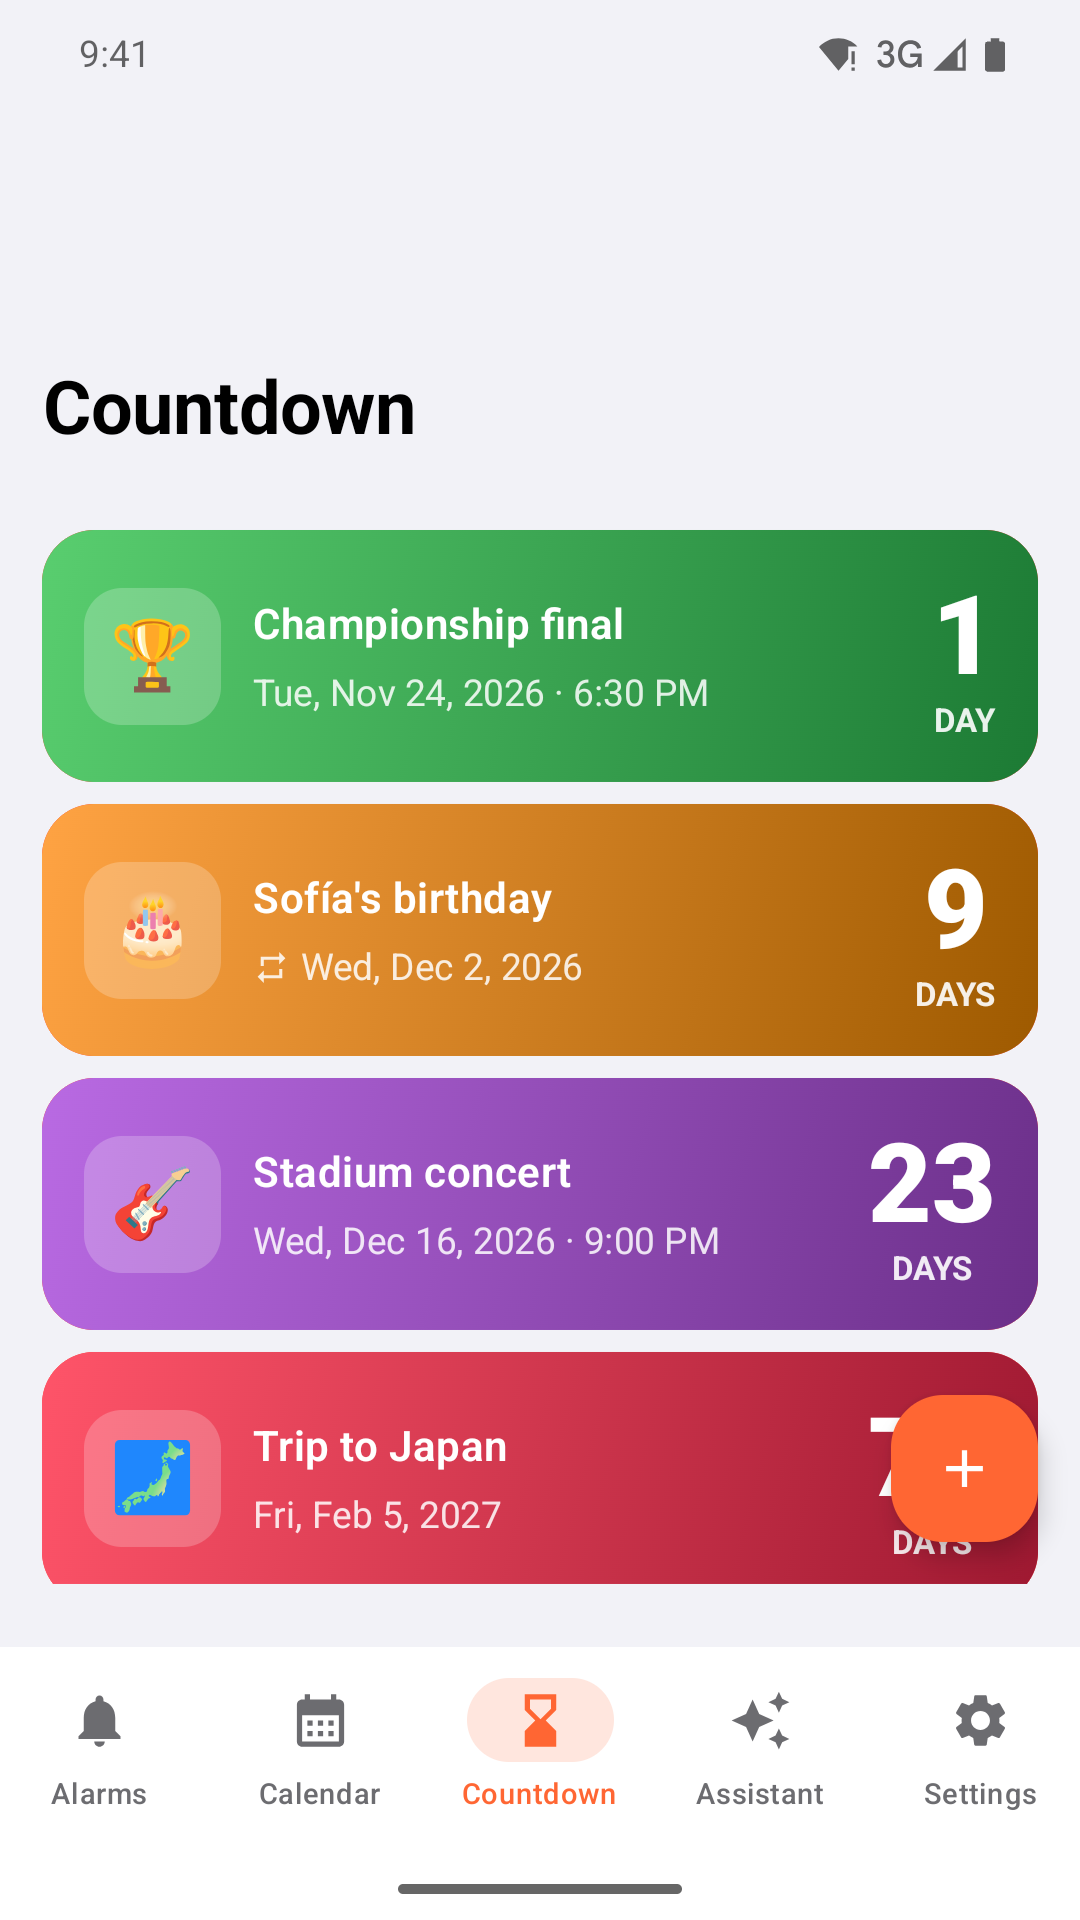 9:41
3G
Countdown
Championship final
Tue, Nov 24, 2026 · 6:30 PM
1
DAY
Sofía's birthday
Wed, Dec 2, 2026
9
DAYS
Stadium concert
Wed, Dec 16, 2026 · 9:00 PM
23
DAYS
Trip to Japan
Fri, Feb 5, 2027
DAYS
+
Alarms
Calendar
Countdown
Assistant
Settings